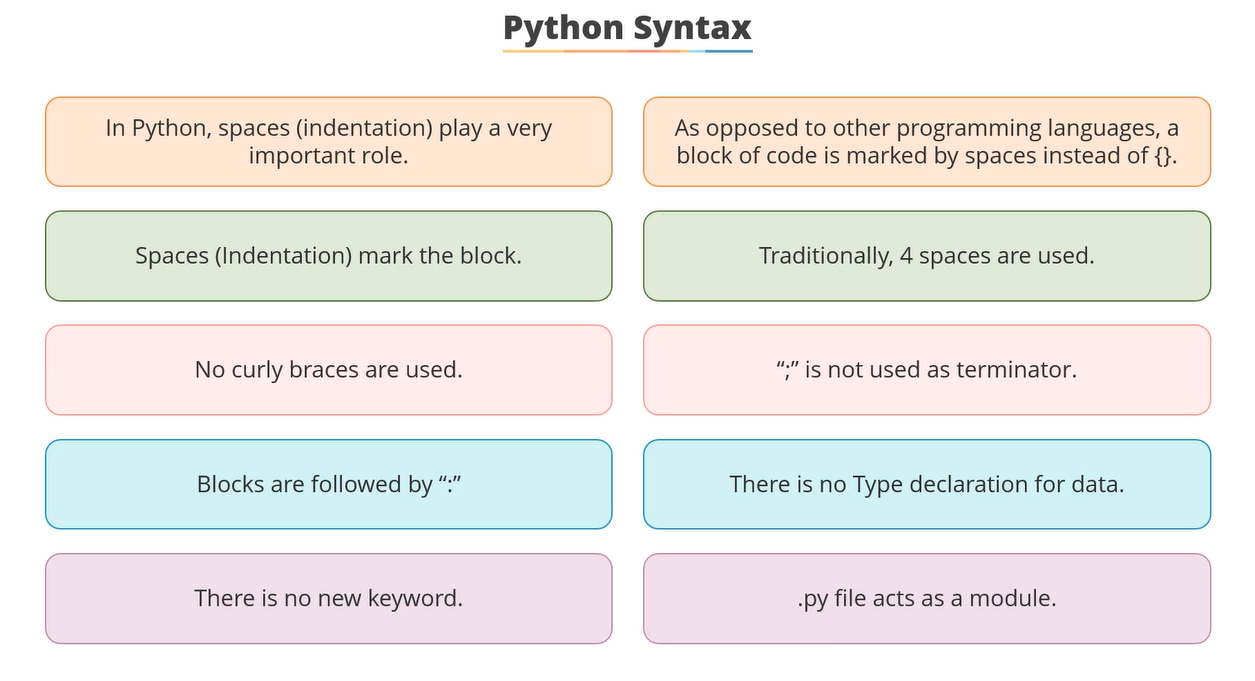 Python Syntax
In Python, spaces (indentation) play a very
important role.
As opposed to other programming languages, a
block of code is marked by spaces instead of {}.
Spaces (Indentation) mark the block.
Traditionally, 4 spaces are used.
No curly braces are used.
“;” is not used as terminator.
Blocks are followed by “:”
There is no Type declaration for data.
There is no new keyword.
.py file acts as a module.